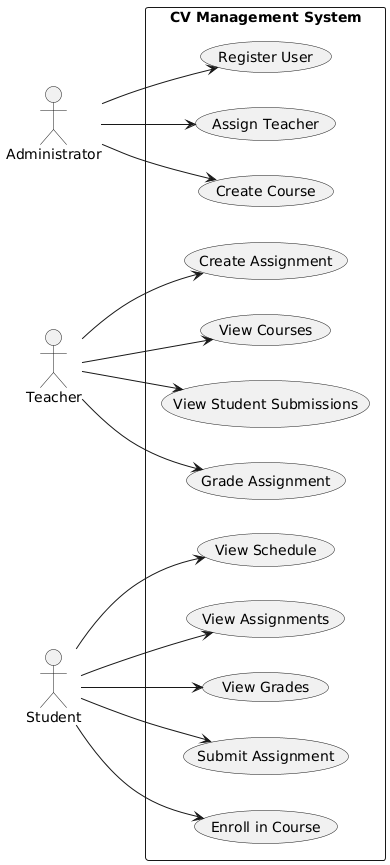 CV Management System
Register User
Assign Teacher
Administrator
Create Course
Create Assignment
View Courses
Teacher
View Student Submissions
Grade Assignment
View Schedule
View Assignments
View Grades
Student
Submit Assignment
Enroll in Course